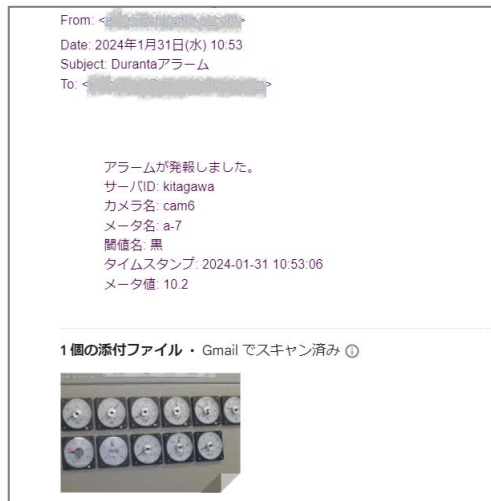 From: <
Date: 2024年1月31日(水) 10:53
Subject: Durantaアラーム
To: <
アラームが発報しました。
サーバID: kitagawa
カメラ名: cam6
メータ名: a-7
閾値名: 黒
タイムスタンプ: 2024-01-31 10:53:06
メータ値: 10.2
1 個の添付ファイル • Gmail でスキャン済み